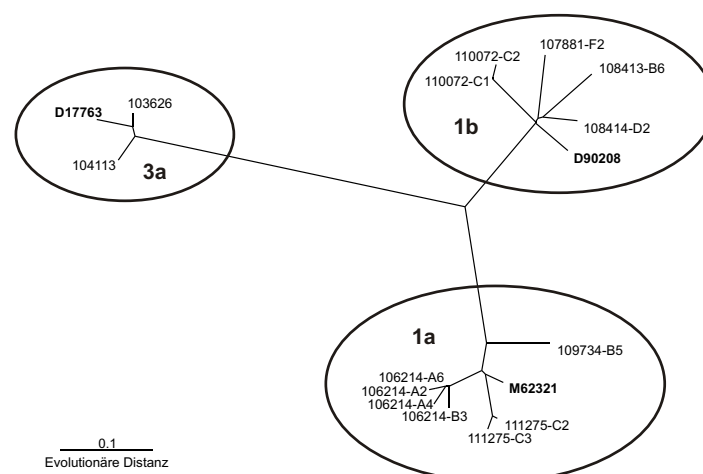 D17763
103626
104113
3a
110072-C2
107881-F2
110072-C1
108413-B6
1b
108414-D2
D90208
1a
109734-B5
106214-A6
M62321
106214-A2
106214-A4
106214-B3
111275-C2
111275-C3
0.1
Evolutionäre Distanz